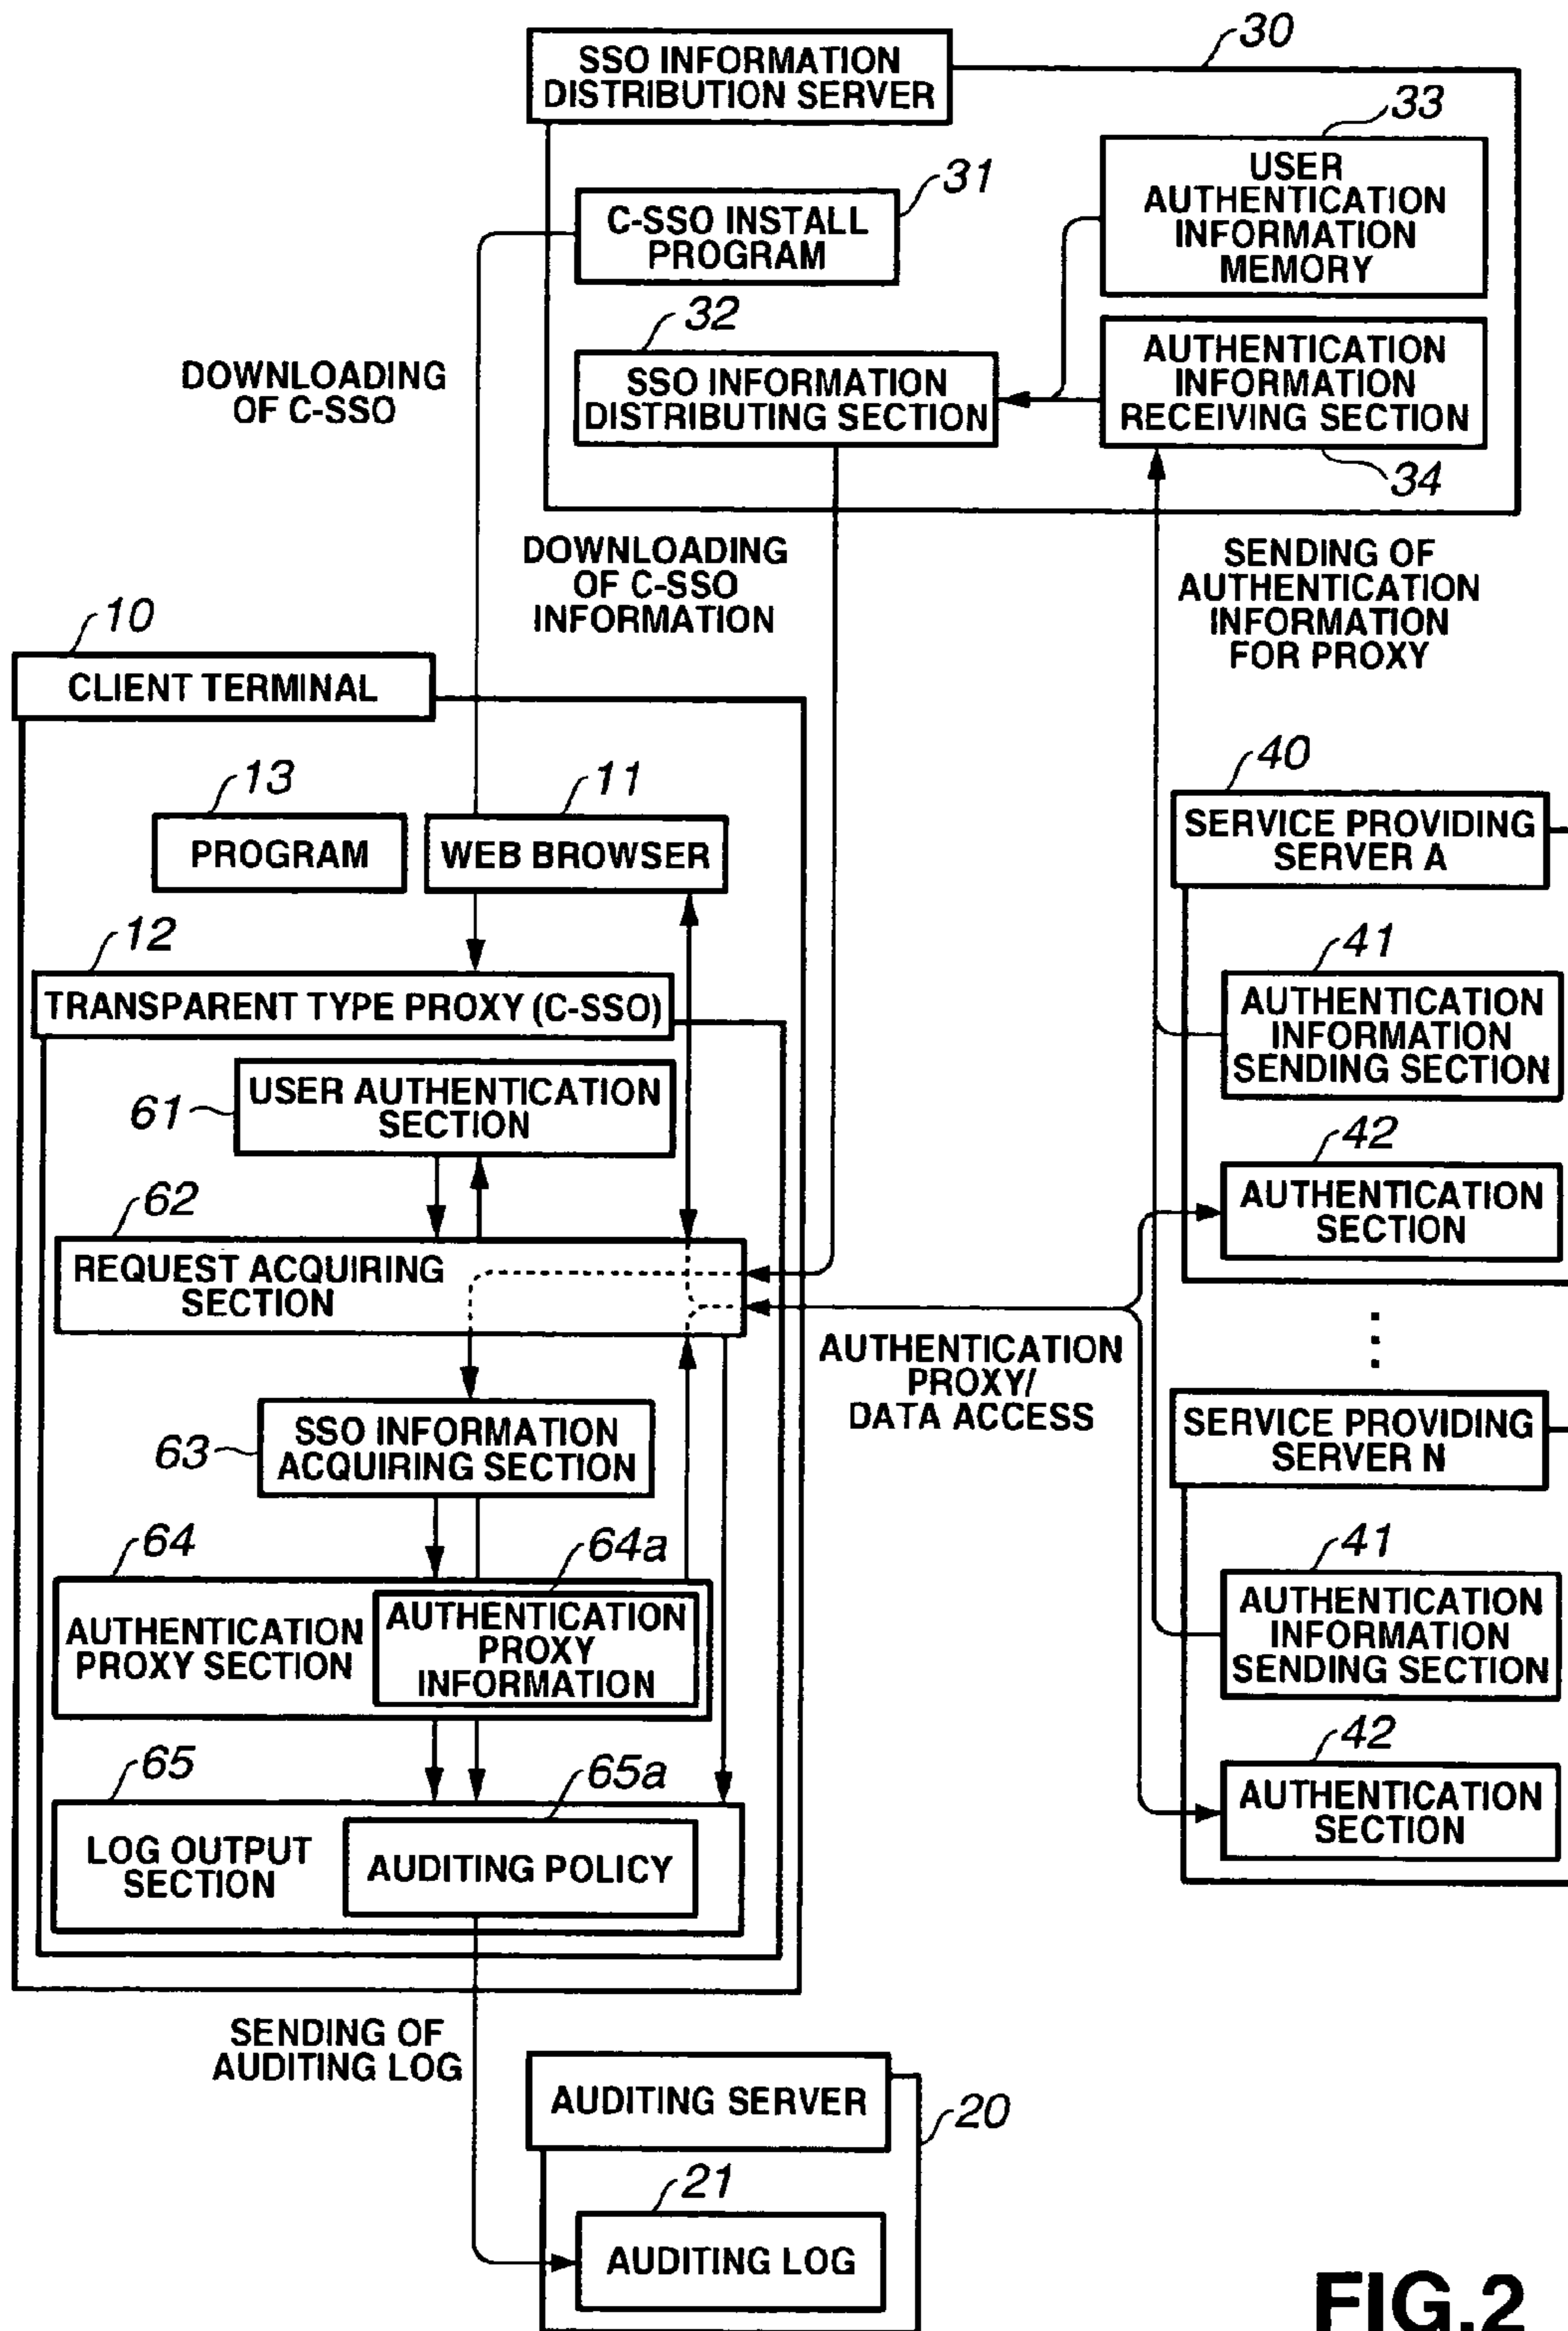 30
SSO INFORMATION
DISTRIBUTION SERVER
33
31
USER
AUTHENTICATION
INFORMATION
MEMORY
C-SSO INSTALL
PROGRAM
32
DOWNLOADING
OF C-SSO
SSO INFORMATION
DISTRIBUTING SECTION
AUTHENTICATION
INFORMATION
RECEIVING SECTION
34
DOWNLOADING
OF C-SSO
INFORMATION
SENDING OF
AUTHENTICATION
INFORMATION
FOR PROXY
10
CLIENT TERMINAL
13
11
PROGRAM
WEB BROWSER
12
TRANSPARENT TYPE PROXY (C-SSO)
61
USER AUTHENTICATION
SECTION
62
REQUEST ACQUIRING
SECTION
63
SSO INFORMATION
ACQUIRING SECTION
64
64a
AUTHENTICATION
PROXY SECTION
AUTHENTICATION
PROXY
INFORMATION
65
65a
LOG OUTPUT
SECTION
AUDITING POLICY
40
SERVICE PROVIDING
SERVER A
41
AUTHENTICATION
INFORMATION
SENDING SECTION
42
AUTHENTICATION
SECTION
AUTHENTICATION
PROXY/
DATA ACCESS
SERVICE PROVIDING
SERVER N
41
AUTHENTICATION
INFORMATION
SENDING SECTION
42
AUTHENTICATION
SECTION
SENDING OF
AUDITING LOG
AUDITING SERVER
20
21
AUDITING LOG
FIG.2